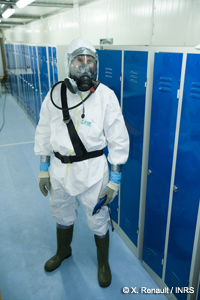 © X. Renault / INRS